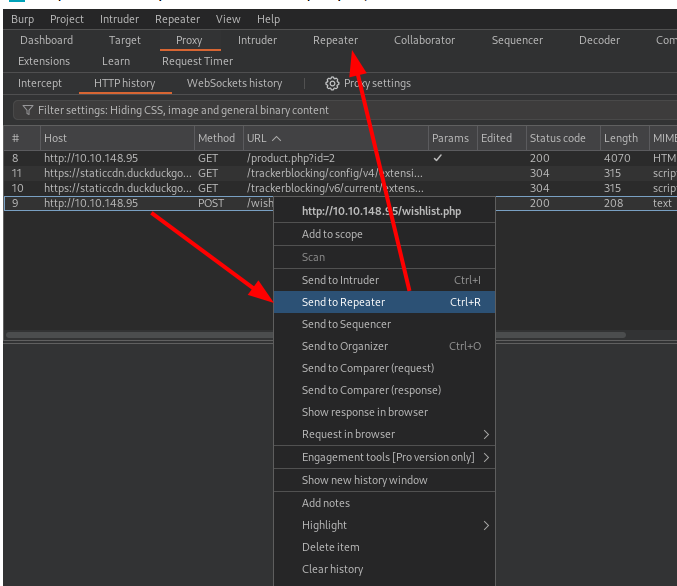 Burp Project Intruder Repeater View Help
Dashboard Target Proxy Intruder Repeater Collaborator Sequencer Decoder Com
Extensions Learn Request Timer
Intercept HTTP history WebSockets history Proxy settings
Filter settings: Hiding CSS, image and general binary content
# Host Method URL Params Edited Status code Length MIME
8 http://10.10.148.95 GET /product.php?id=2 ✓ 200 4070 HTM
11 https://staticcdn.duckduckgo... GET /trackerblocking/config/v4/extensi... 304 315 scrip
10 https://staticcdn.duckduckgo... GET /trackerblocking/v6/current/extens... 304 315 scrip
9 http://10.10.148.95 POST /wish 200 208 text
http://10.10.148.95/wishlist.php
Add to scope
Scan
Send to Intruder Ctrl+I
Send to Repeater Ctrl+R
Send to Sequencer
Send to Organizer Ctrl+O
Send to Comparer (request)
Send to Comparer (response)
Show response in browser
Request in browser
Engagement tools [Pro version only]
Show new history window
Add notes
Highlight
Delete item
Clear history